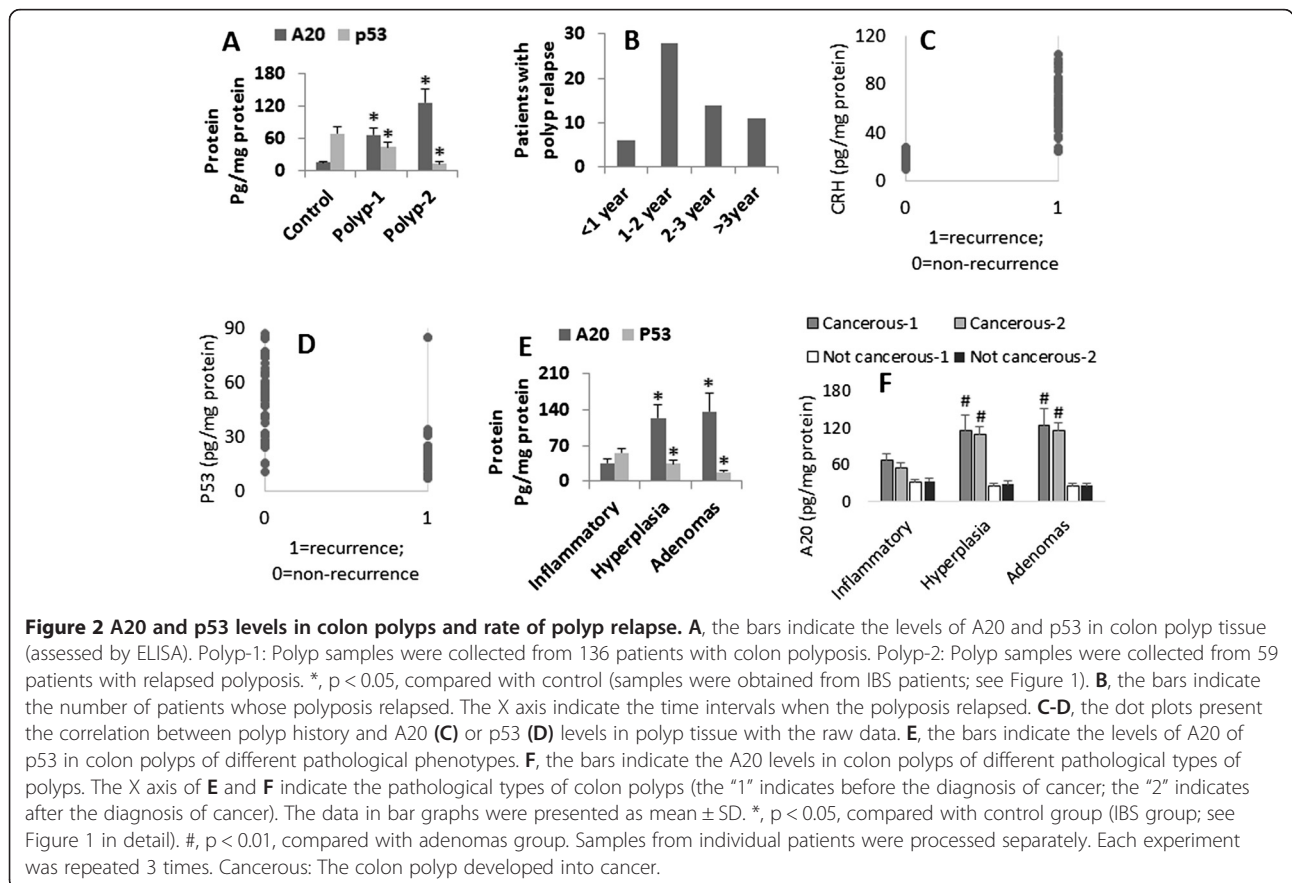 A
A20 p53
Protein
Pg/mg protein
180
120
60
0
* * * *
Control Polyp-1 Polyp-2
B
Patients with
polyp relapse
30
20
10
0
<1 year 1-2 year 2-3 year >3year
C
CRH (pg/mg protein)
120
80
40
0
0 1
1=recurrence;
0=non-recurrence
D
P53 (pg/mg protein)
90
60
30
0
0 1
1=recurrence;
0=non-recurrence
E
A20 P53
Protein
Pg/mg protein
210
140
70
0
* * * *
Inflammatory Hyperplasia Adenomas
Cancerous-1 Cancerous-2
Not cancerous-1 Not cancerous-2
F
A20 (pg/mg protein)
180
120
60
0
# # # #
Inflammatory Hyperplasia Adenomas
Figure 2 A20 and p53 levels in colon polyps and rate of polyp relapse. A, the bars indicate the levels of A20 and p53 in colon polyp tissue
(assessed by ELISA). Polyp-1: Polyp samples were collected from 136 patients with colon polyposis. Polyp-2: Polyp samples were collected from 59
patients with relapsed polyposis. *, p < 0.05, compared with control (samples were obtained from IBS patients; see Figure 1). B, the bars indicate
the number of patients whose polyposis relapsed. The X axis indicate the time intervals when the polyposis relapsed. C-D, the dot plots present
the correlation between polyp history and A20 (C) or p53 (D) levels in polyp tissue with the raw data. E, the bars indicate the levels of A20 of
p53 in colon polyps of different pathological phenotypes. F, the bars indicate the A20 levels in colon polyps of different pathological types of
polyps. The X axis of E and F indicate the pathological types of colon polyps (the “1” indicates before the diagnosis of cancer; the “2” indicates
after the diagnosis of cancer). The data in bar graphs were presented as mean ± SD. *, p < 0.05, compared with control group (IBS group; see
Figure 1 in detail). #, p < 0.01, compared with adenomas group. Samples from individual patients were processed separately. Each experiment
was repeated 3 times. Cancerous: The colon polyp developed into cancer.